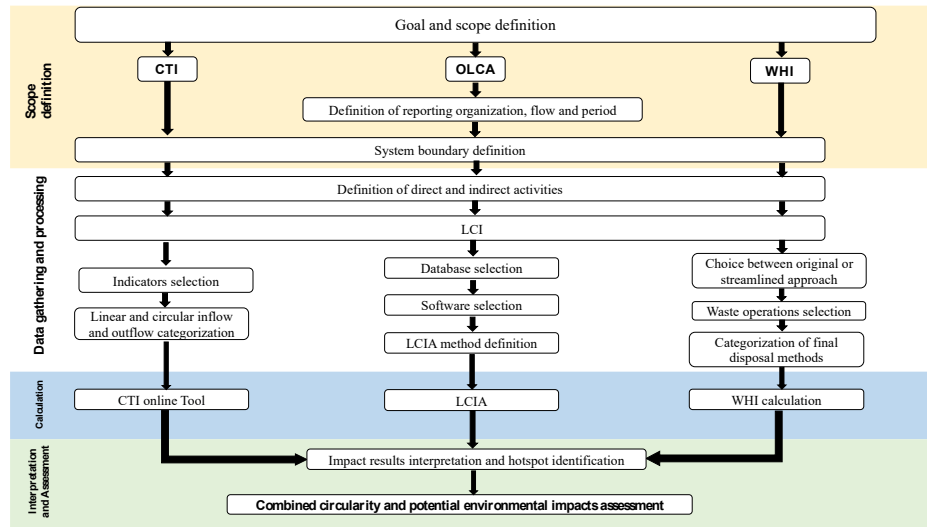 Goal and scope definition
CTI
OLCA
WHI
Scope
definition
Definition of reporting organization, flow and period
System boundary definition
Definition of direct and indirect activities
LCI
Data gathering and processing
Indicators selection
Linear and circular inflow
and outflow categorization
Database selection
Software selection
LCIA method definition
Choice between original or
streamlined approach
Waste operations selection
Categorization of final
disposal methods
Calculation
CTI online Tool
LCIA
WHI calculation
Interpretation
and Assessment
Impact results interpretation and hotspot identification
Combined circularity and potential environmental impacts assessment